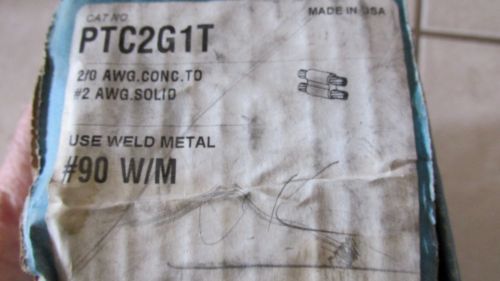 CAT NO.
MADE IN USA
PTC2G1T
2/0 AWG.CONC.TO
#2 AWG.SOLID
USE WELD METAL
#90 W/M